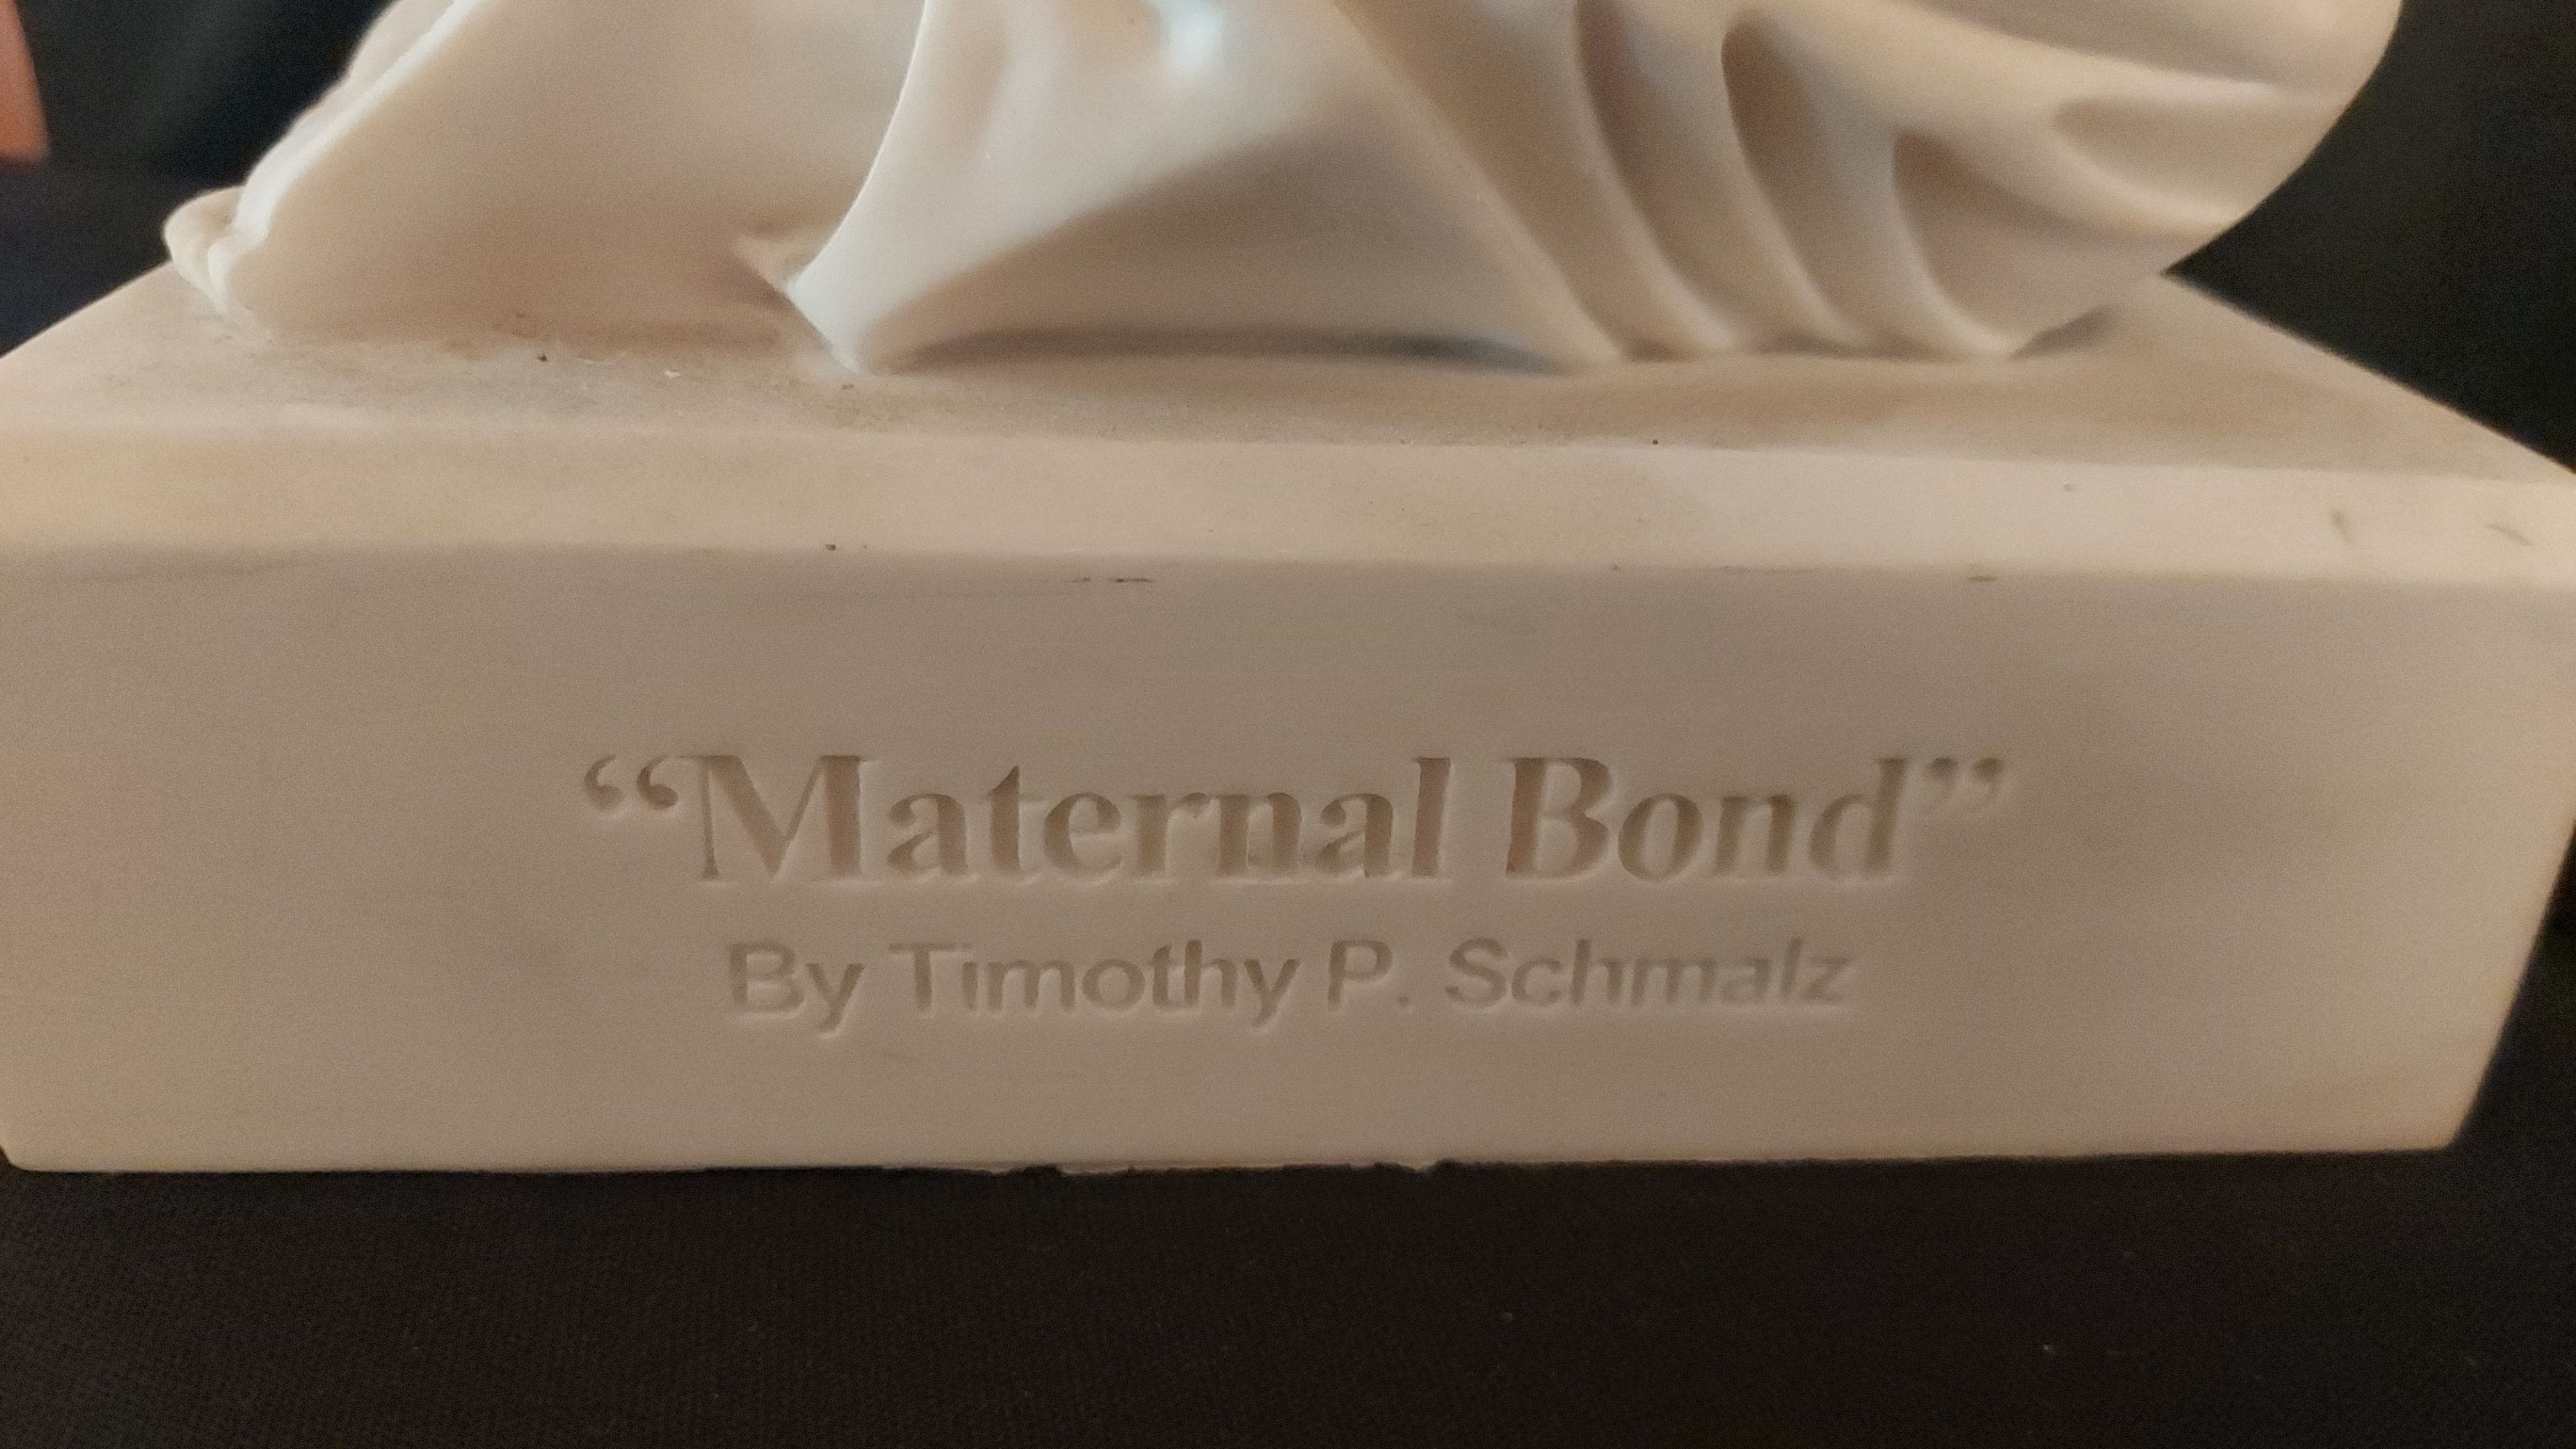 “Maternal Bond”
By Timothy P. Schmalz